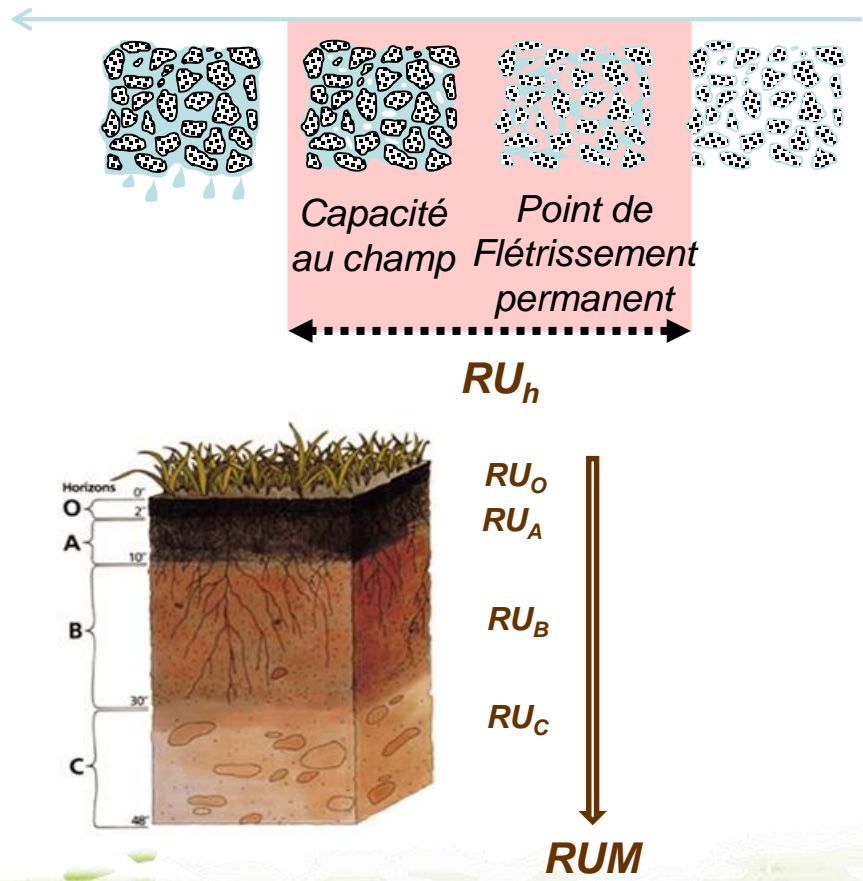 Capacité
au champ
Point de
Flétrissement
permanent
RUh
Horizons
0"
O
2"
A
10"
B
30"
C
48"
RUO
RUA
RUB
RUC
RUM